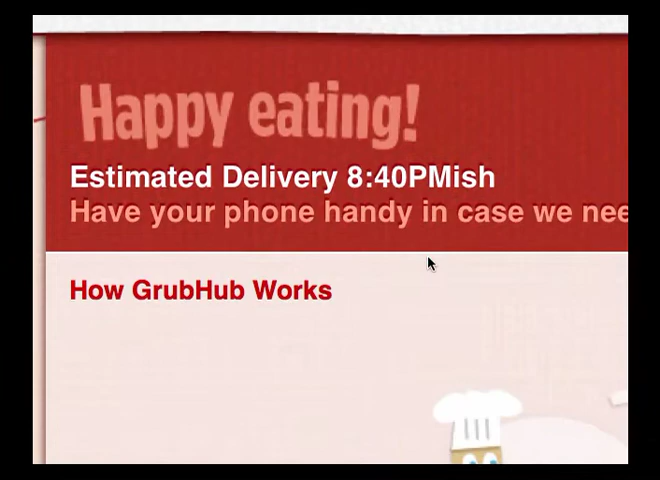 Happy eating!
Estimated Delivery 8:40PMish
Have your phone handy in case we nee
How GrubHub Works